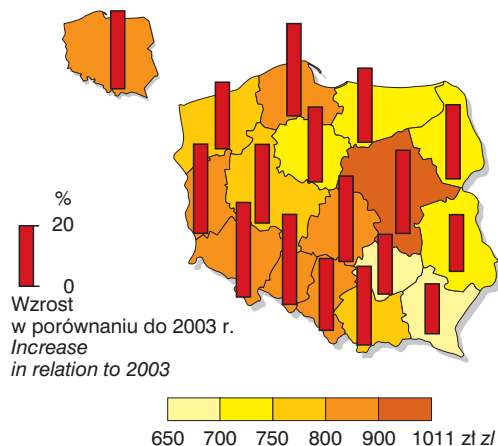 %
20
0
Wzrost
w porównaniu do 2003 r.
Increase
in relation to 2003
650 700 750 800 900 1011 zł zl